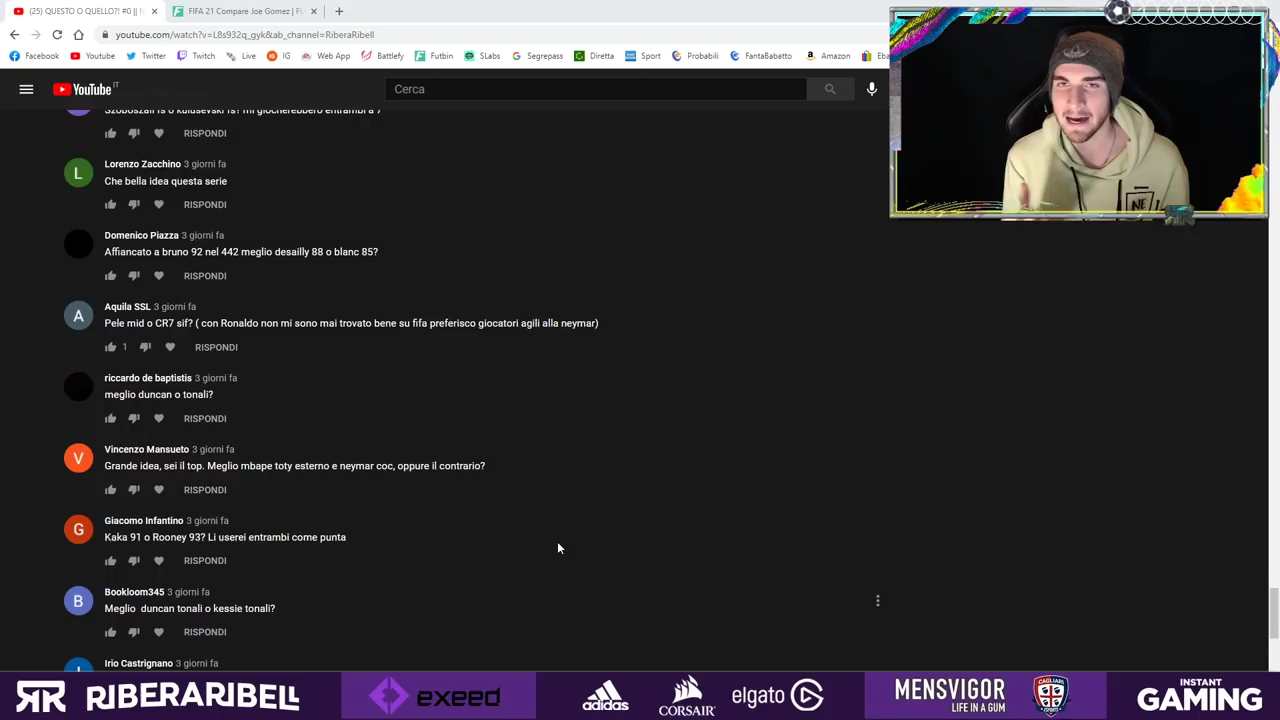 (25) QUESTO O QUELLO?! #0 ||
FIFA 21 Compare Joe Gomez | FU
youtube.com/watch?v=Lds932q_gyk&ab_channel=RiberaRibell
Facebook Youtube Twitter Twitch Live IG Web App Battlefy Futbin SLabs Segrepass Diretta Sport Probabili FantaBabatto Amazon
YouTube IT
Cerca
RISPONDI
Lorenzo Zacchino 3 giorni fa
Che bella idea questa serie
RISPONDI
Domenico Piazza 3 giorni fa
Affiancato a bruno 92 nel 442 meglio desailly 88 o blanc 85?
RISPONDI
Aquila SSL 3 giorni fa
Pele mid o CR7 sif? ( con Ronaldo non mi sono mai trovato bene su fifa preferisco giocatori agili alla neymar)
1 RISPONDI
riccardo de baptistis 3 giorni fa
meglio duncan o tonali?
RISPONDI
Vincenzo Mansueto 3 giorni fa
Grande idea, sei il top. Meglio mbape toty esterno e neymar coc, oppure il contrario?
RISPONDI
Giacomo Infantino 3 giorni fa
Kaka 91 o Rooney 93? Li userei entrambi come punta
RISPONDI
Bookloom345 3 giorni fa
Meglio duncan tonali o kessie tonali?
RISPONDI
Irio Castrignano 3 giorni fa
RR RIBERARIBELL exeed adidas CORSAIR elgato MENSVIGOR
LIFE IN A GUM
CAGLIARI
INSTANT
GAMING